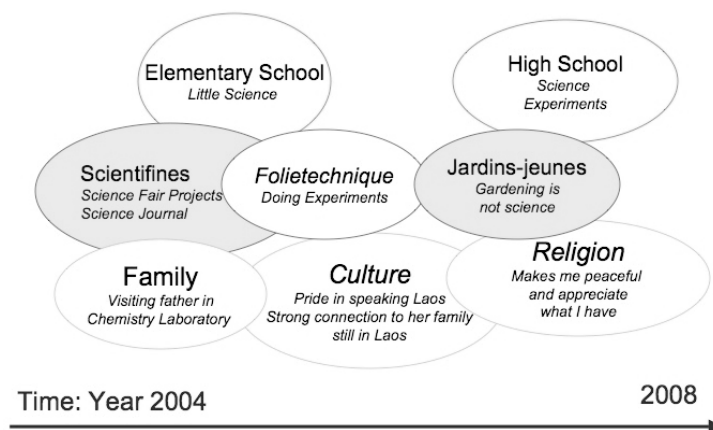 Elementary School
Little Science
High School
Science
Experiments
Scientifines
Science Fair Projects
Science Journal
Folietechnique
Doing Experiments
Jardins-jeunes
Gardening is
not science
Family
Visiting father in
Chemistry Laboratory
Culture
Pride in speaking Laos
Strong connection to her family
still in Laos
Religion
Makes me peaceful
and appreciate
what I have
Time: Year 2004
2008